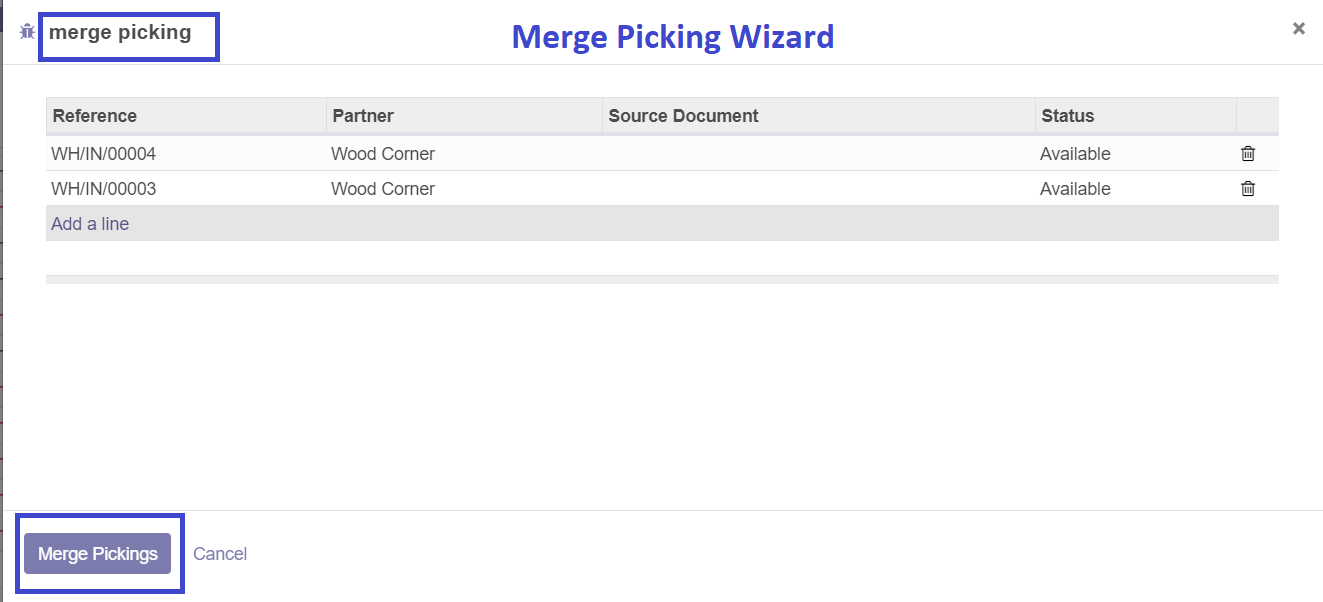 merge picking
Merge Picking Wizard
×
Reference Partner Source Document Status
WH/IN/00004 Wood Corner Available
WH/IN/00003 Wood Corner Available
Add a line
Merge Pickings Cancel